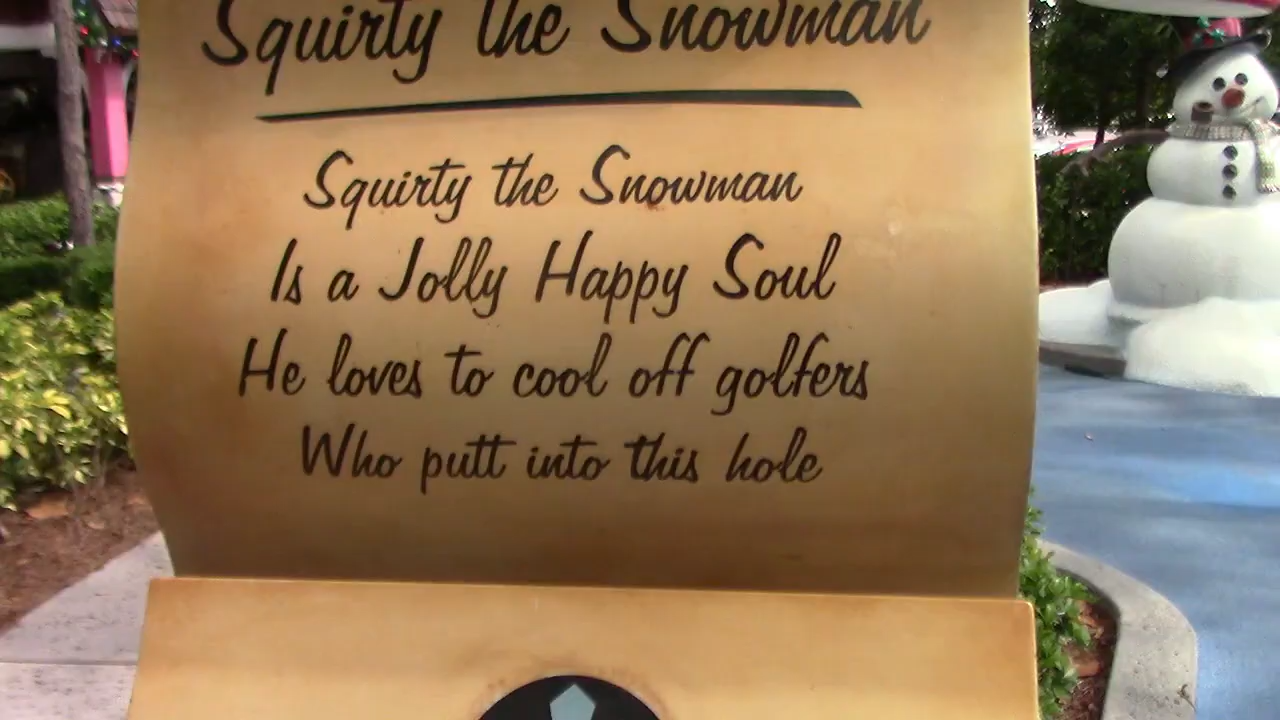 Squirty the Snowman
Squirty the Snowman
Is a Jolly Happy Soul
He loves to cool off golfers
Who putt into this hole